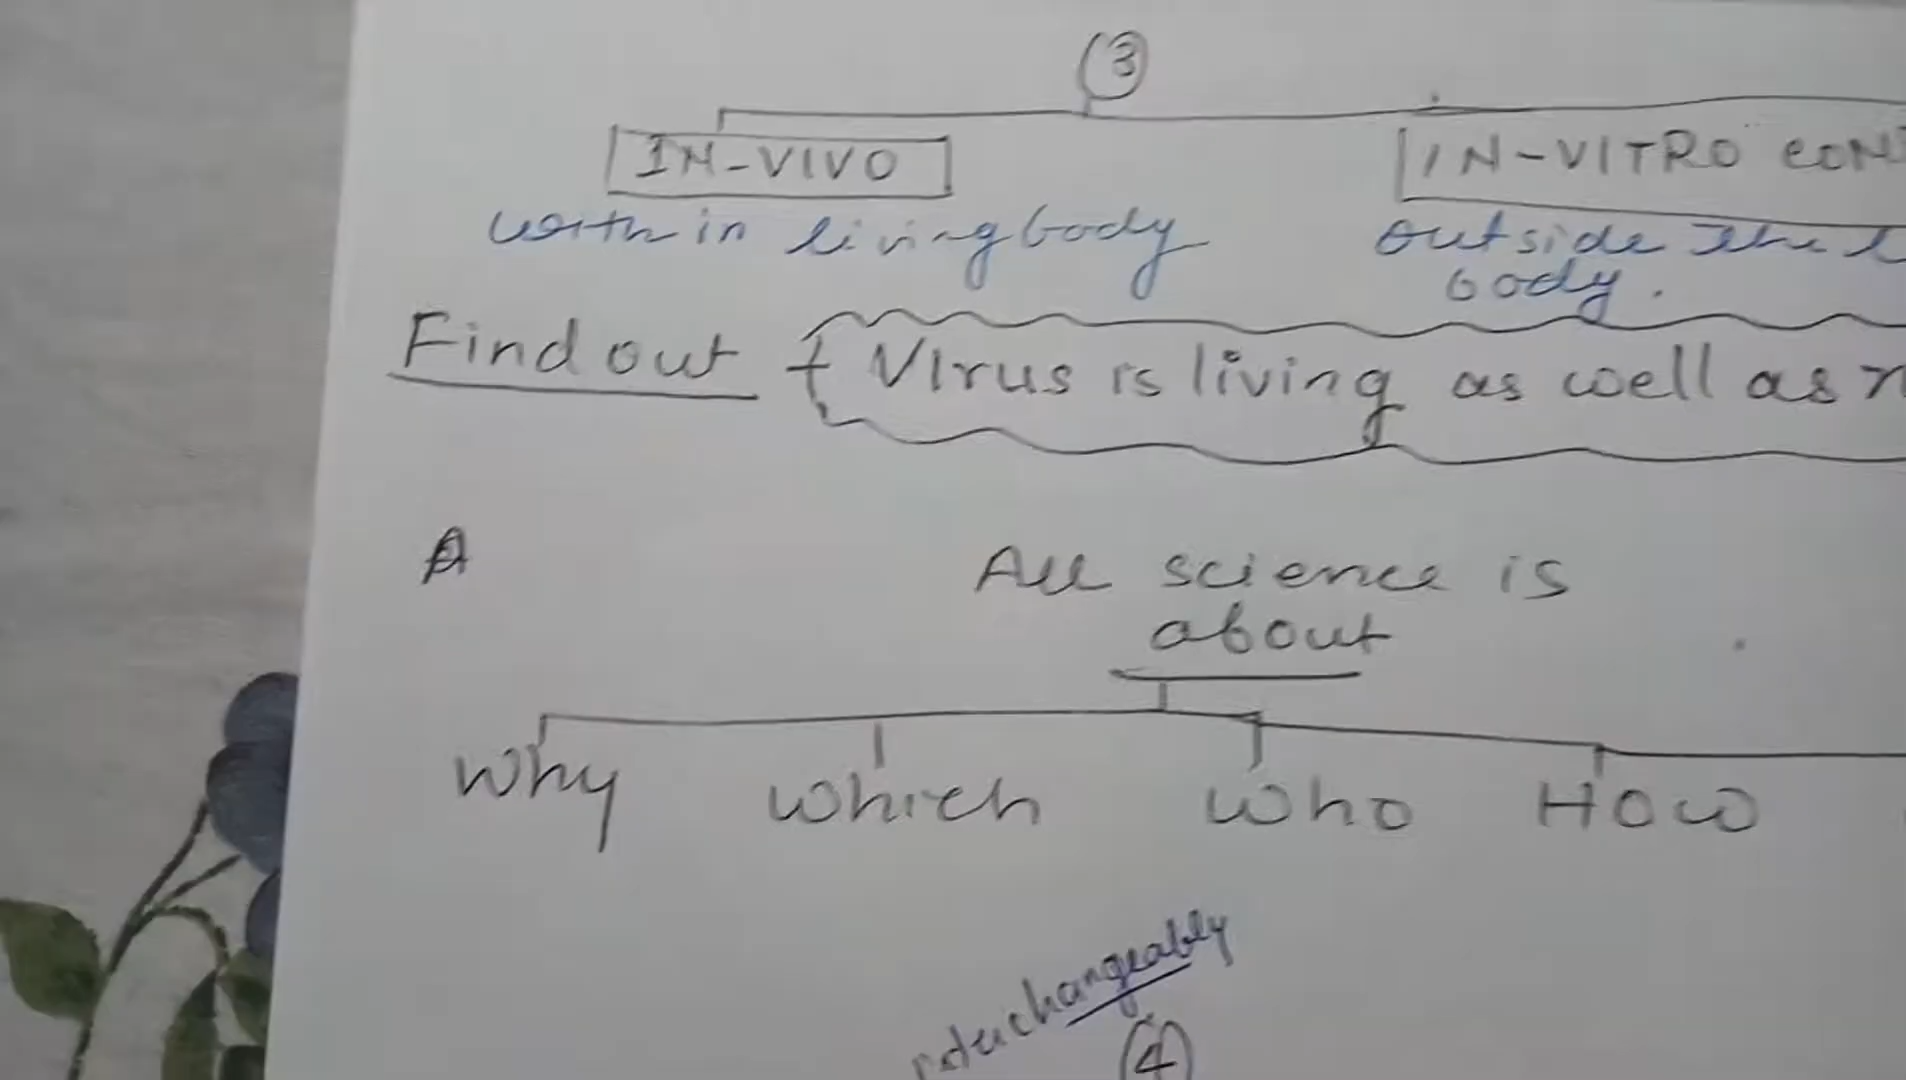 3
IN-VIVO IN-VITRO CON
with in living body outside the l
body.
Find out { Virus is living as well as n
A All science is
about
Why which who How
interchangeably
4